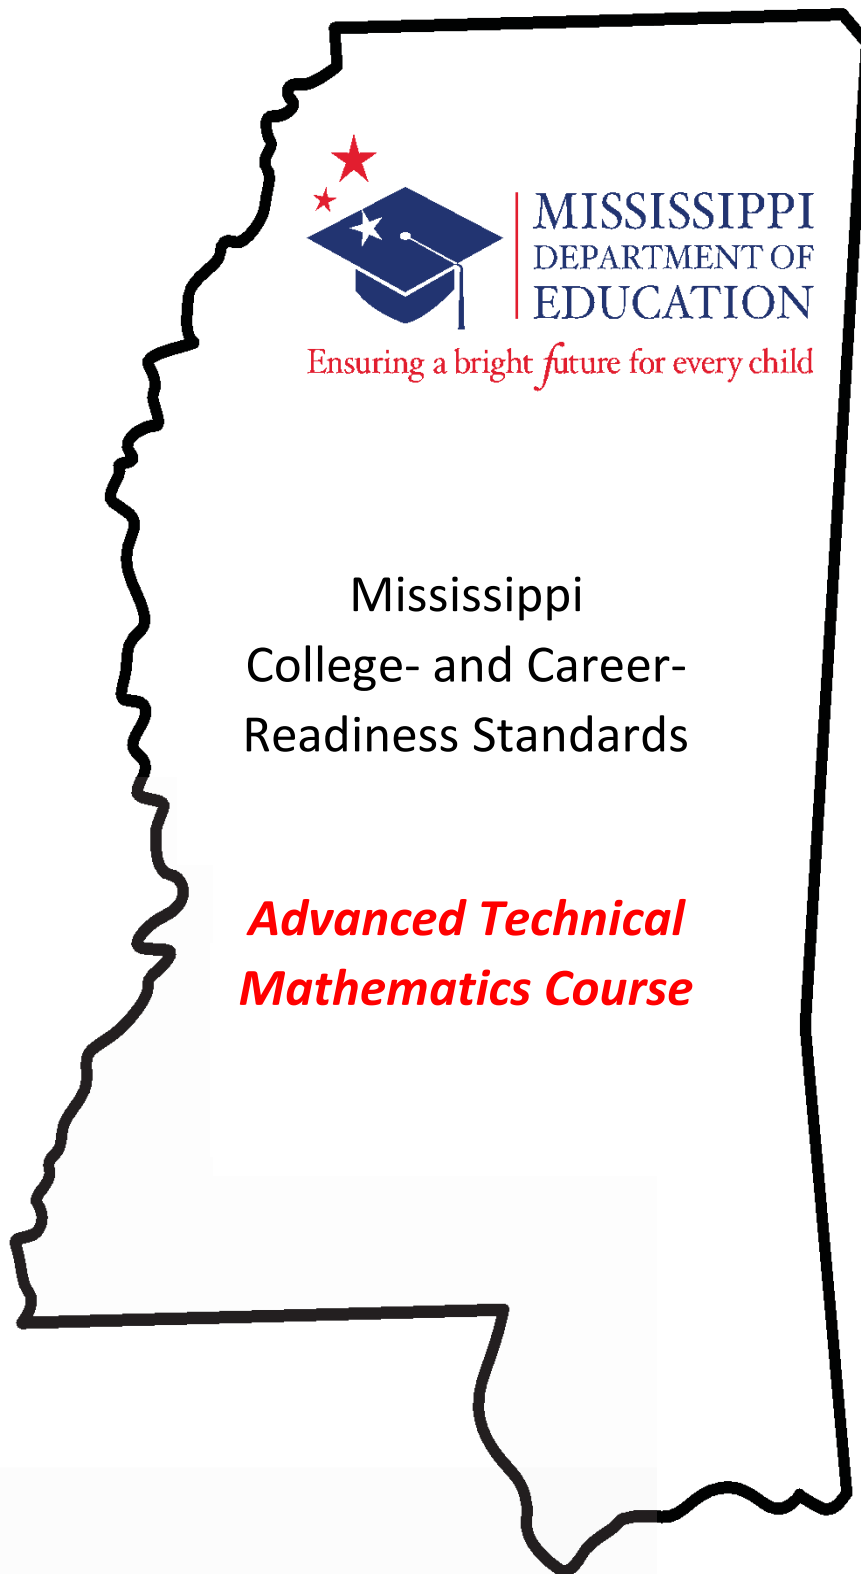 MISSISSIPPI
DEPARTMENT OF
EDUCATION
Ensuring a bright future for every child
Mississippi
College- and Career-
Readiness Standards
Advanced Technical
Mathematics Course